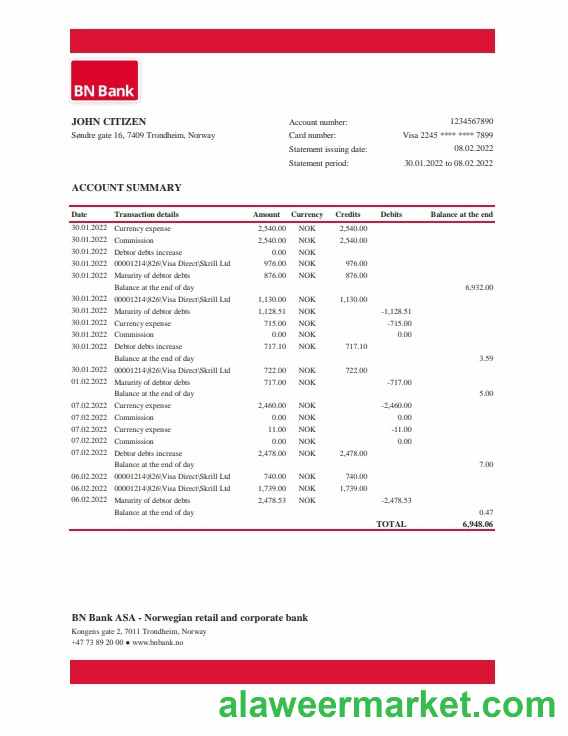 BN Bank
JOHN CITIZEN
Søndre gate 16, 7409 Trondheim, Norway
Account number: 1234567890
Card number: Visa 2245 **** **** 7899
Statement issuing date: 08.02.2022
Statement period: 30.01.2022 to 08.02.2022
ACCOUNT SUMMARY
Date Transaction details Amount Currency Credits Debits Balance at the end
30.01.2022 Currency expense 2,540.00 NOK 2,540.00
30.01.2022 Commission 2,540.00 NOK 2,540.00
30.01.2022 Debtor debts increase 0.00 NOK
30.01.2022 00001214\826\Visa Direct\Skrill Ltd 976.00 NOK 976.00
30.01.2022 Maturity of debtor debts 876.00 NOK 876.00
Balance at the end of day 6,932.00
30.01.2022 00001214\826\Visa Direct\Skrill Ltd 1,130.00 NOK 1,130.00
30.01.2022 Maturity of debtor debts 1,128.51 NOK -1,128.51
30.01.2022 Currency expense 715.00 NOK -715.00
30.01.2022 Commission 0.00 NOK 0.00
30.01.2022 Debtor debts increase 717.10 NOK 717.10
Balance at the end of day 3.59
30.01.2022 00001214\826\Visa Direct\Skrill Ltd 722.00 NOK 722.00
01.02.2022 Maturity of debtor debts 717.00 NOK -717.00
Balance at the end of day 5.00
07.02.2022 Currency expense 2,460.00 NOK -2,460.00
07.02.2022 Commission 0.00 NOK 0.00
07.02.2022 Currency expense 11.00 NOK -11.00
07.02.2022 Commission 0.00 NOK 0.00
07.02.2022 Debtor debts increase 2,478.00 NOK 2,478.00
Balance at the end of day 7.00
06.02.2022 00001214\826\Visa Direct\Skrill Ltd 740.00 NOK 740.00
06.02.2022 00001214\826\Visa Direct\Skrill Ltd 1,739.00 NOK 1,739.00
06.02.2022 Maturity of debtor debts 2,478.53 NOK -2,478.53
Balance at the end of day 0.47
TOTAL 6,948.06
BN Bank ASA - Norwegian retail and corporate bank
Kongens gate 2, 7011 Trondheim, Norway
+47 73 89 20 00 ● www.bnbank.no
alaweermarket.com